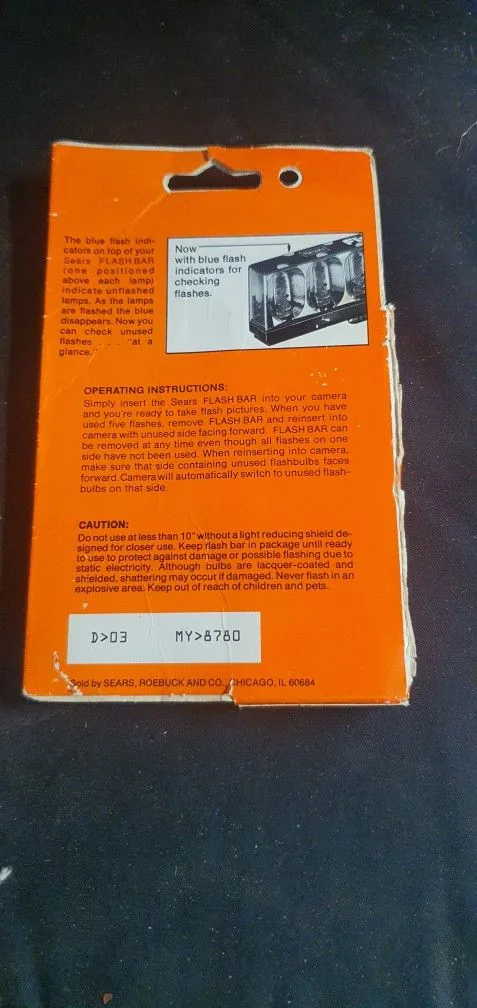 The blue flash indi-
cators on top of your
Sears FLASH BAR
(one positioned
above each lamp)
indicate unflashed
lamps. As the lamps
are flashed the blue
disappears. Now you
can check unused
flashes . . . "at a
glance."
Now
with blue flash
indicators for
checking
flashes.
OPERATING INSTRUCTIONS:
Simply insert the Sears FLASH BAR into your camera
and you're ready to take flash pictures. When you have
used five flashes, remove FLASH BAR and reinsert into
camera with unused side facing forward. FLASH BAR can
be removed at any time even though all flashes on one
side have not been used. When reinserting into camera,
make sure that side containing unused flashbulbs faces
forward. Camera will automatically switch to unused flash-
bulbs on that side.
CAUTION:
Do not use at less than 10" without a light reducing shield de-
signed for closer use. Keep flash bar in package until ready
to use to protect against damage or possible flashing due to
static electricity. Although bulbs are lacquer-coated and
shielded, shattering may occur if damaged. Never flash in an
explosive area. Keep out of reach of children and pets.
D>03 MY>8780
Sold by SEARS, ROEBUCK AND CO., CHICAGO, IL 60684